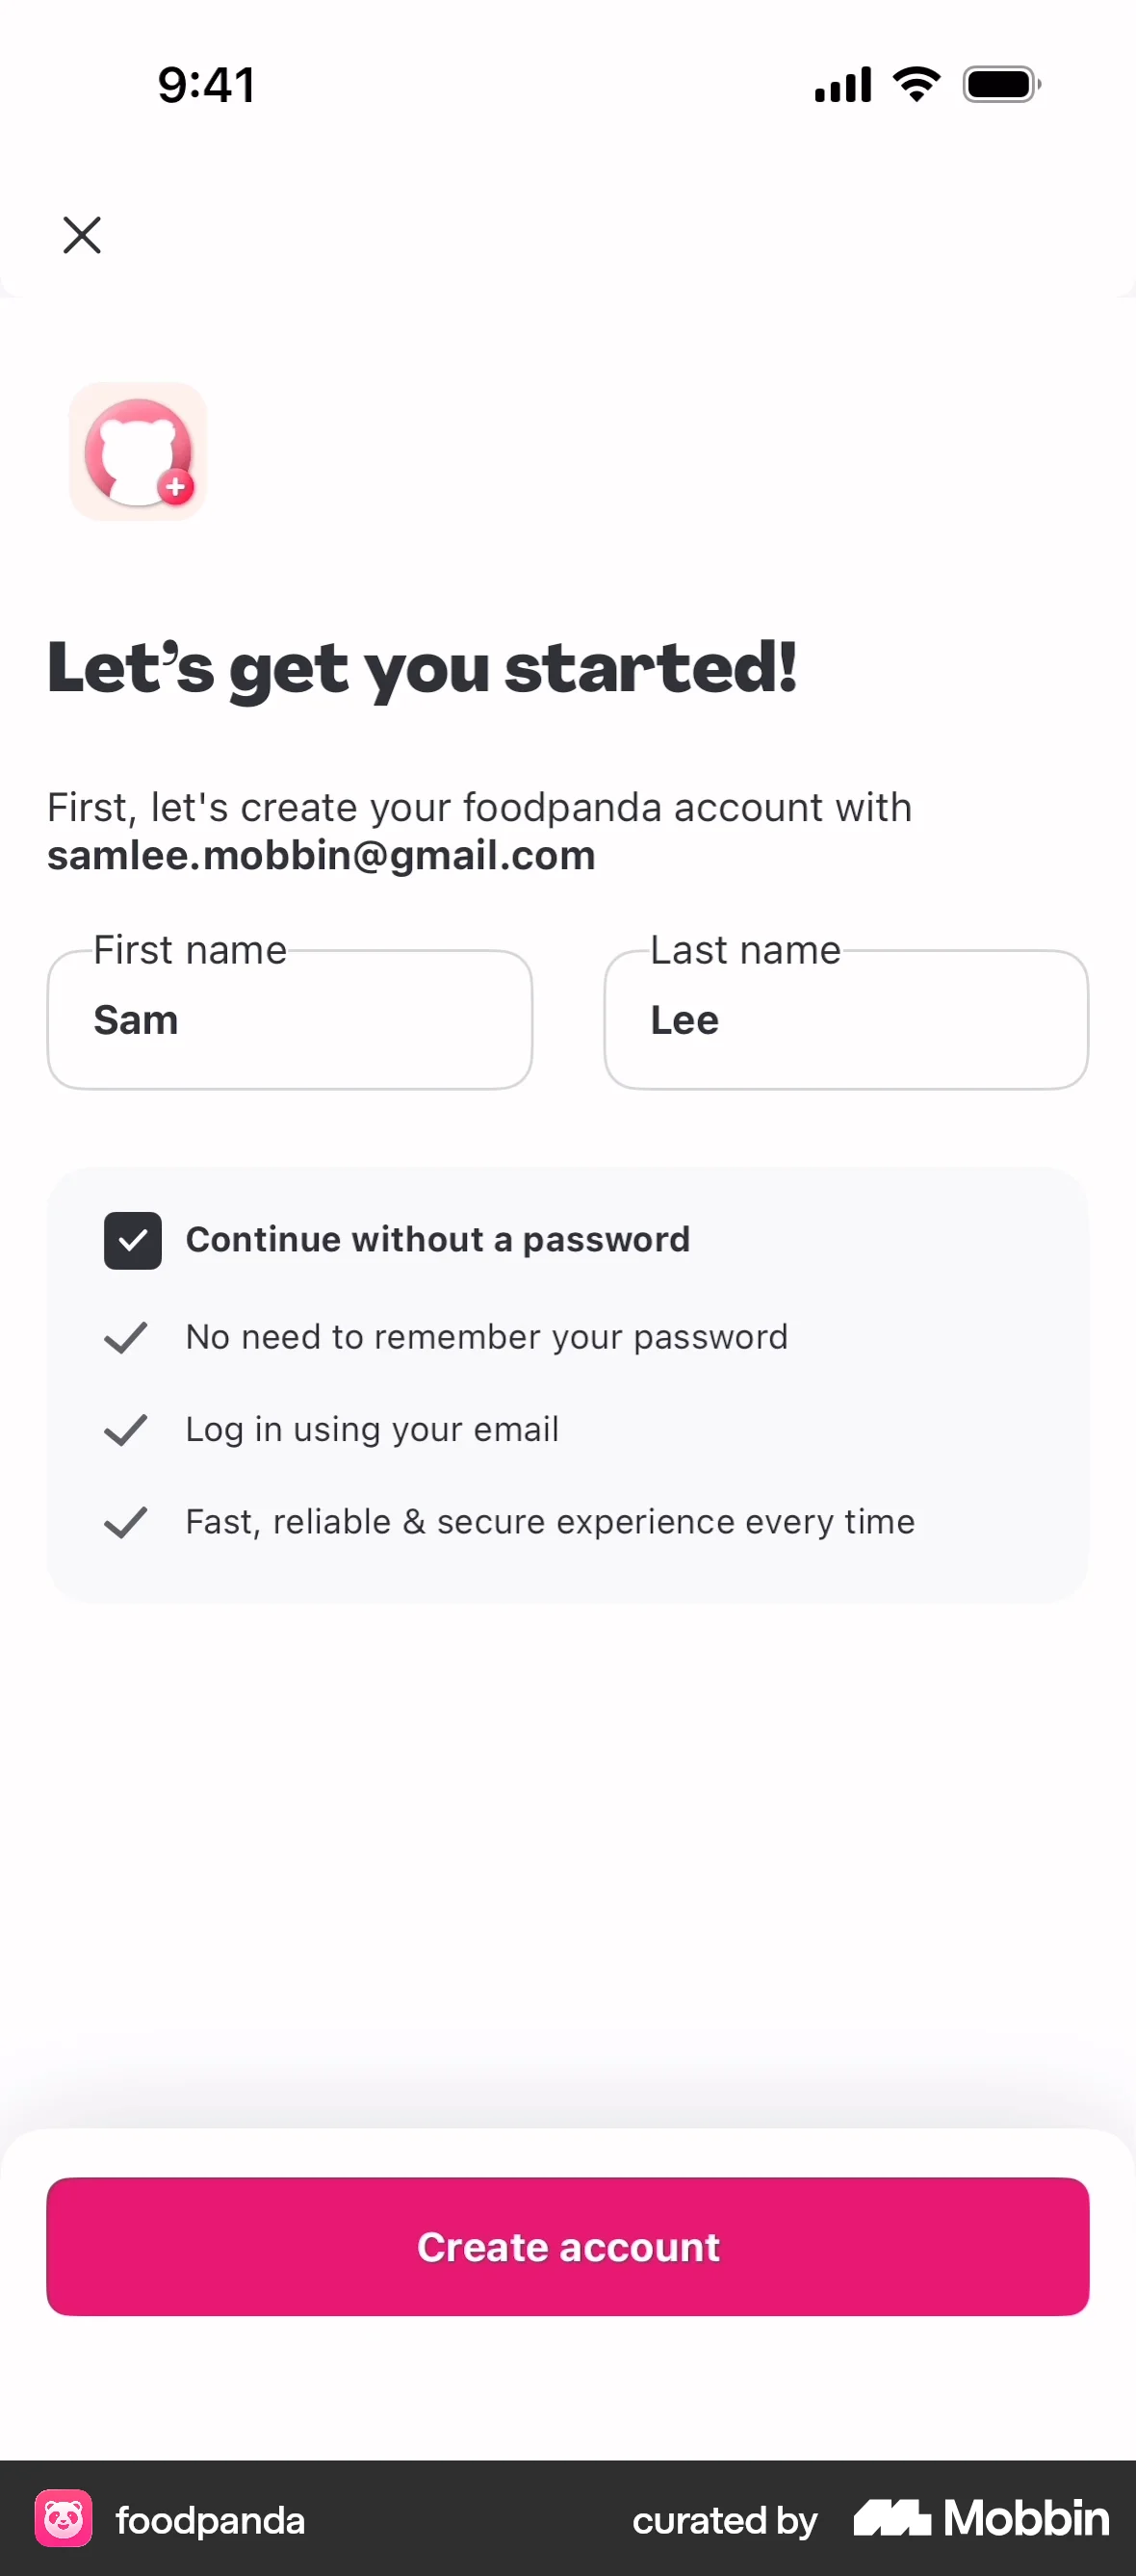 9:41
Let’s get you started!
First, let's create your foodpanda account with
samlee.mobbin@gmail.com
First name
Last name
Sam
Lee
Continue without a password
No need to remember your password
Log in using your email
Fast, reliable & secure experience every time
Create account
foodpanda
curated by Mobbin